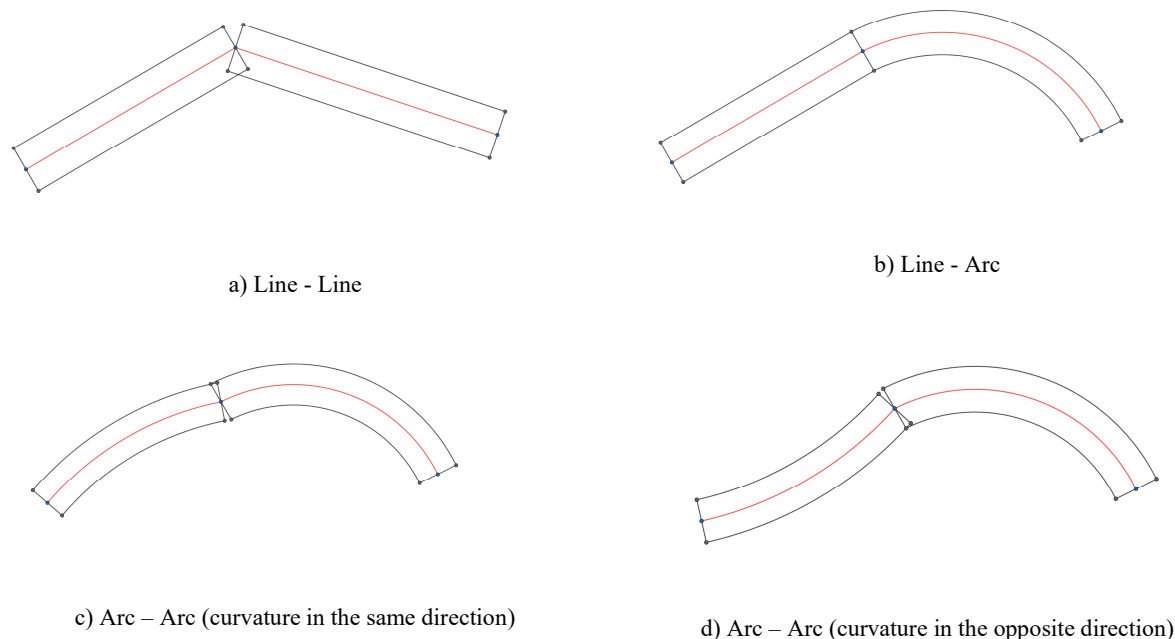 a) Line - Line
b) Line - Arc
c) Arc – Arc (curvature in the same direction)
d) Arc – Arc (curvature in the opposite direction)